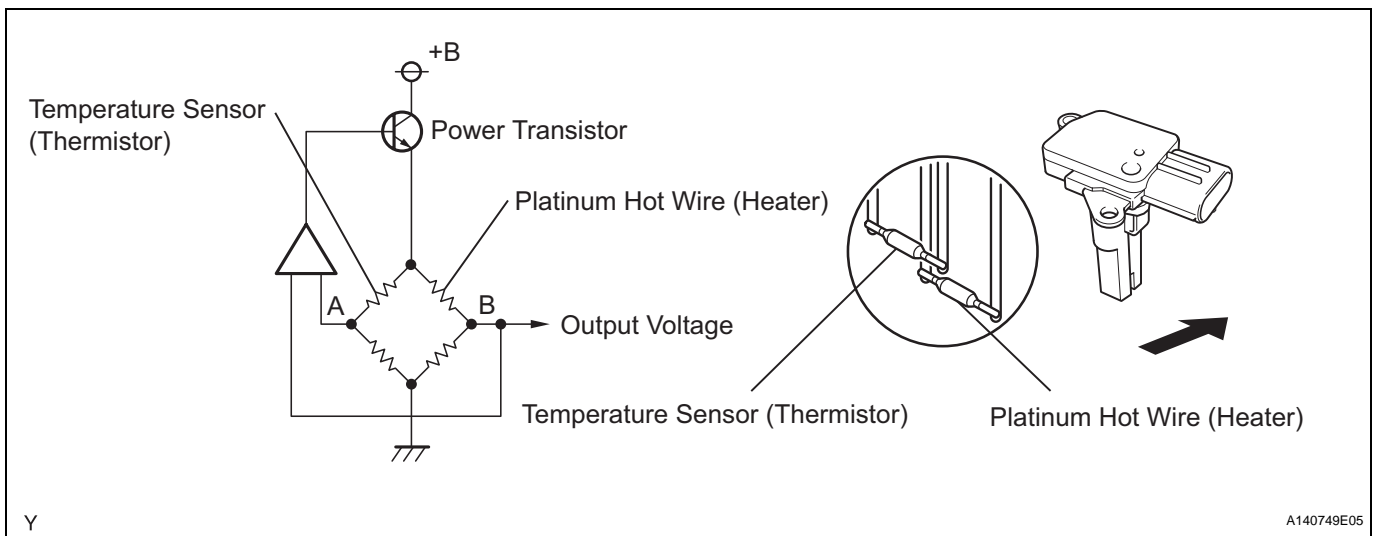 +B
Temperature Sensor
(Thermistor)
Power Transistor
Platinum Hot Wire (Heater)
A
B
Output Voltage
Temperature Sensor (Thermistor)
Platinum Hot Wire (Heater)
Y
A140749E05